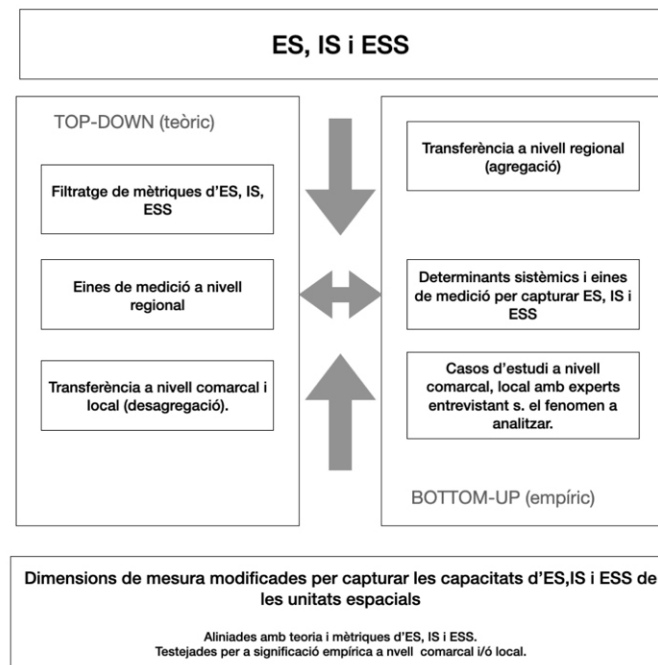 ES, IS i ESS
TOP-DOWN (teòric)
Filtratge de mètriques d'ES, IS,
ESS
Eines de medició a nivell
regional
Transferència a nivell comarcal i
local (desagregació).
Transferència a nivell regional
(agregació)
Determinants sistèmics i eines
de medició per capturar ES, IS i
ESS
Casos d'estudi a nivell
comarcal, local amb experts
entrevistant s. el fenomen a
analitzar.
BOTTOM-UP (empíric)
Dimensions de mesura modificades per capturar les capacitats d'ES,IS i ESS de
les unitats espacials
Aliniades amb teoria i mètriques d'ES, IS i ESS.
Testejades per a significació empírica a nvell comarcal i/ó local.